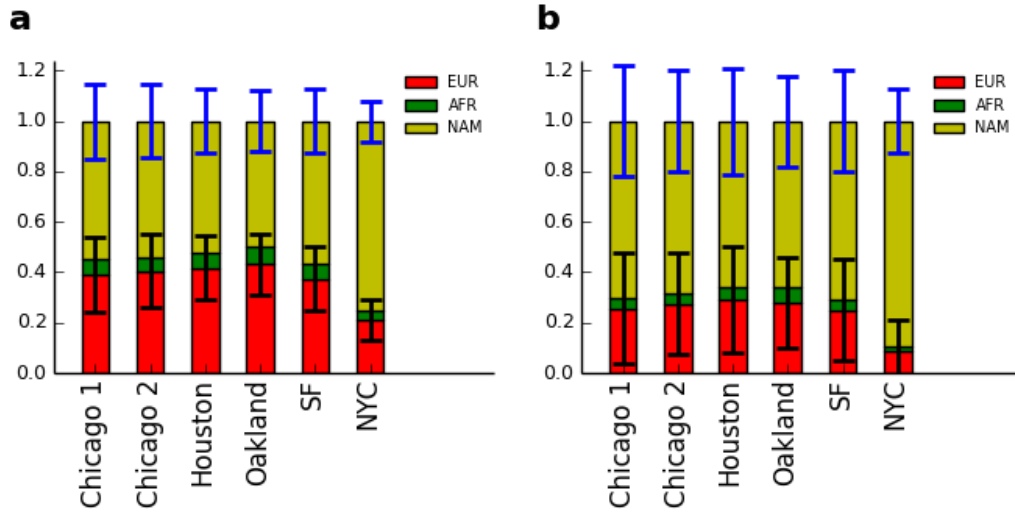 a
1.2
1.0
0.8
0.6
0.4
0.2
0.0
EUR
AFR
NAM
Chicago 1
Chicago 2
Houston
Oakland
SF
NYC
b
1.2
1.0
0.8
0.6
0.4
0.2
0.0
EUR
AFR
NAM
Chicago 1
Chicago 2
Houston
Oakland
SF
NYC